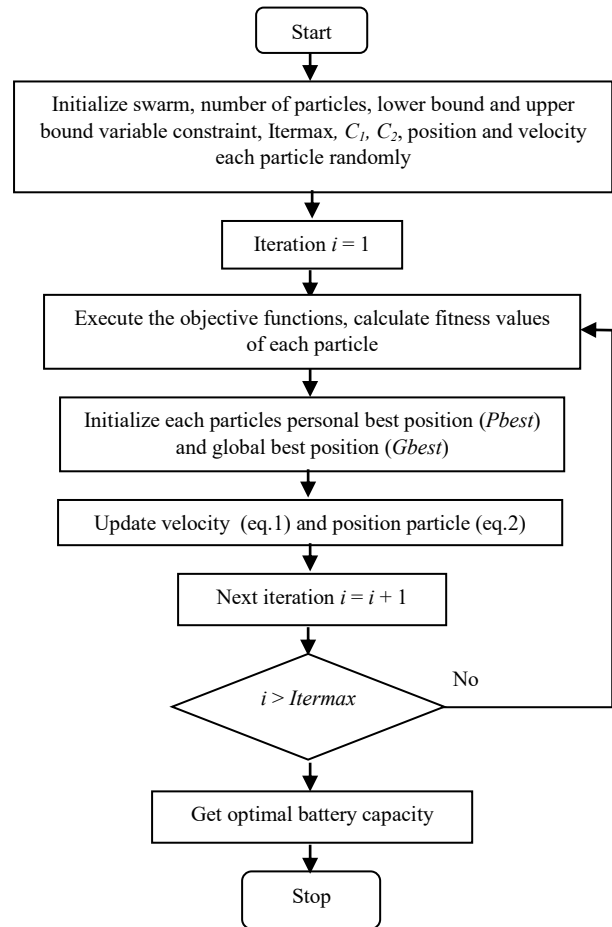 Start
Initialize swarm, number of particles, lower bound and upper
bound variable constraint, Itermax, C1, C2, position and velocity
each particle randomly
Iteration i = 1
Execute the objective functions, calculate fitness values
of each particle
Initialize each particles personal best position (Pbest)
and global best position (Gbest)
Update velocity (eq.1) and position particle (eq.2)
Next iteration i = i + 1
No
i > Itermax
Get optimal battery capacity
Stop